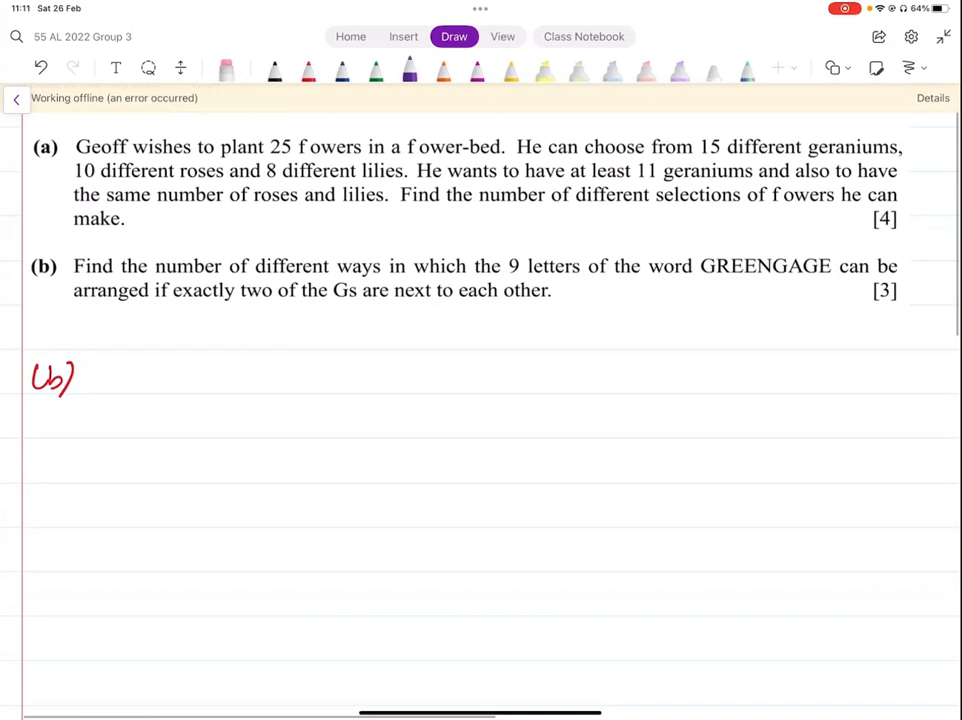 11:11 Sat 26 Feb
64%
55 AL 2022 Group 3
Home Insert Draw View Class Notebook
Working offline (an error occurred) Details
(a) Geoff wishes to plant 25 f owers in a f ower-bed. He can choose from 15 different geraniums,
10 different roses and 8 different lilies. He wants to have at least 11 geraniums and also to have
the same number of roses and lilies. Find the number of different selections of f owers he can
make. [4]
(b) Find the number of different ways in which the 9 letters of the word GREENGAGE can be
arranged if exactly two of the Gs are next to each other. [3]
(b)